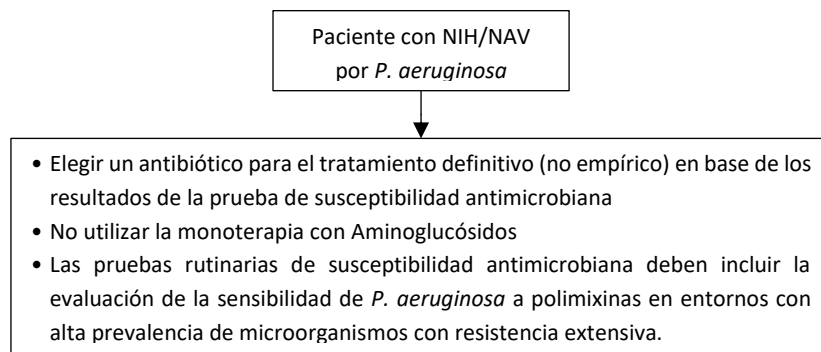 Paciente con NIH/NAV
por P. aeruginosa
• Elegir un antibiótico para el tratamiento definitivo (no empírico) en base de los
resultados de la prueba de susceptibilidad antimicrobiana
• No utilizar la monoterapia con Aminoglucósidos
• Las pruebas rutinarias de susceptibilidad antimicrobiana deben incluir la
evaluación de la sensibilidad de P. aeruginosa a polimixinas en entornos con
alta prevalencia de microorganismos con resistencia extensiva.